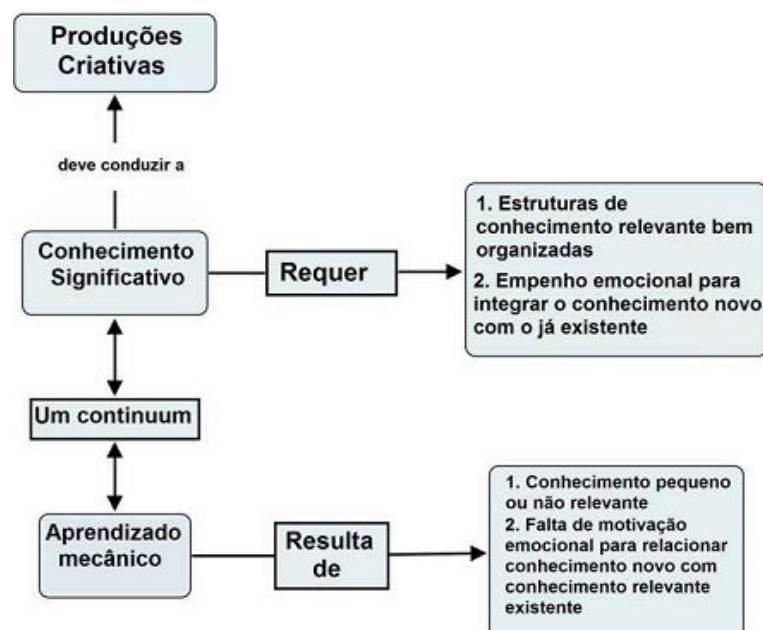 Produções
Criativas
deve conduzir a
Conhecimento
Significativo
Requer
1. Estruturas de
conhecimento relevante bem
organizadas
2. Empenho emocional para
integrar o conhecimento novo
com o já existente
Um continuum
Aprendizado
mecânico
Resulta
de
1. Conhecimento pequeno
ou não relevante
2. Falta de motivação
emocional para relacionar
conhecimento novo com
conhecimento relevante
existente